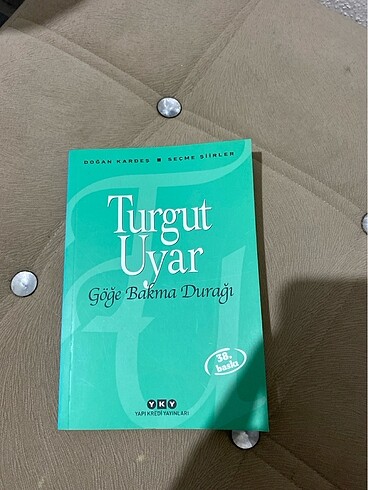 DOĞAN KARDEŞ ■ SEÇME ŞİİRLER
Turgut
Uyar
Göğe Bakma Durağı
38.
baskı
YKY
YAPI KREDİ YAYINLARI